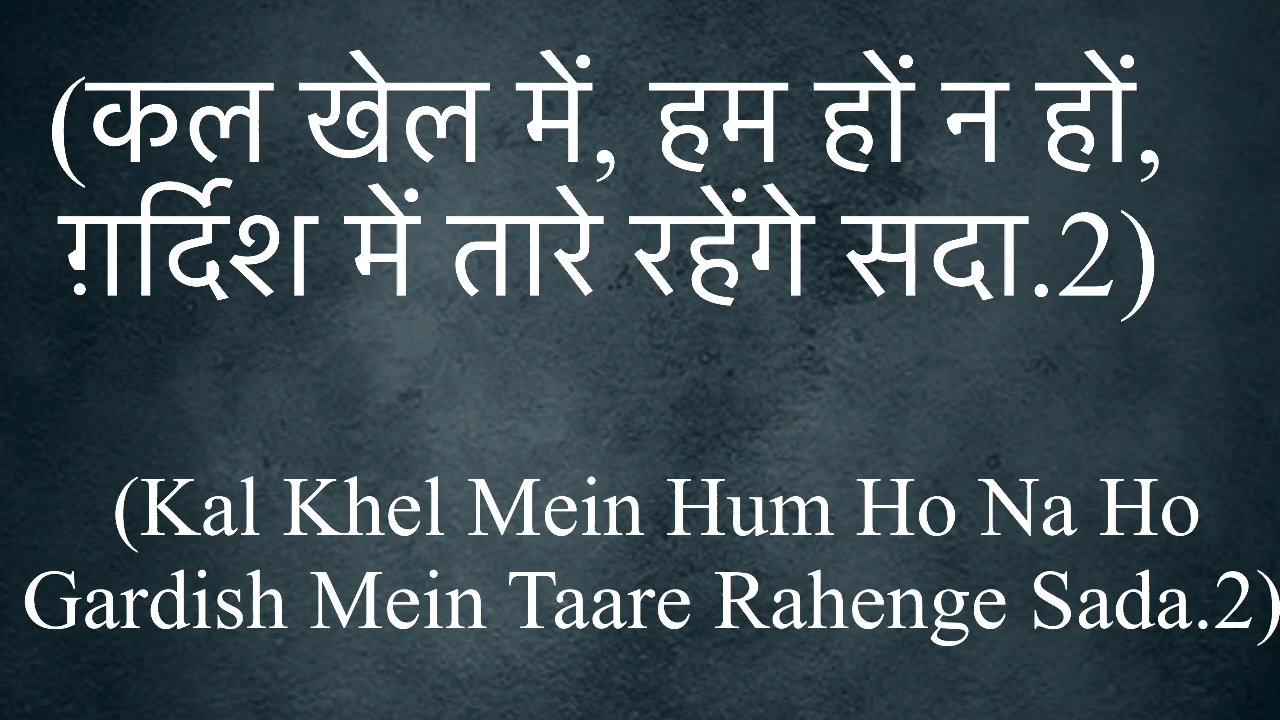 (कल खेल में, हम हों न हों,
ग़र्दिश में तारे रहेंगे सदा.2)
(Kal Khel Mein Hum Ho Na Ho
Gardish Mein Taare Rahenge Sada.2)